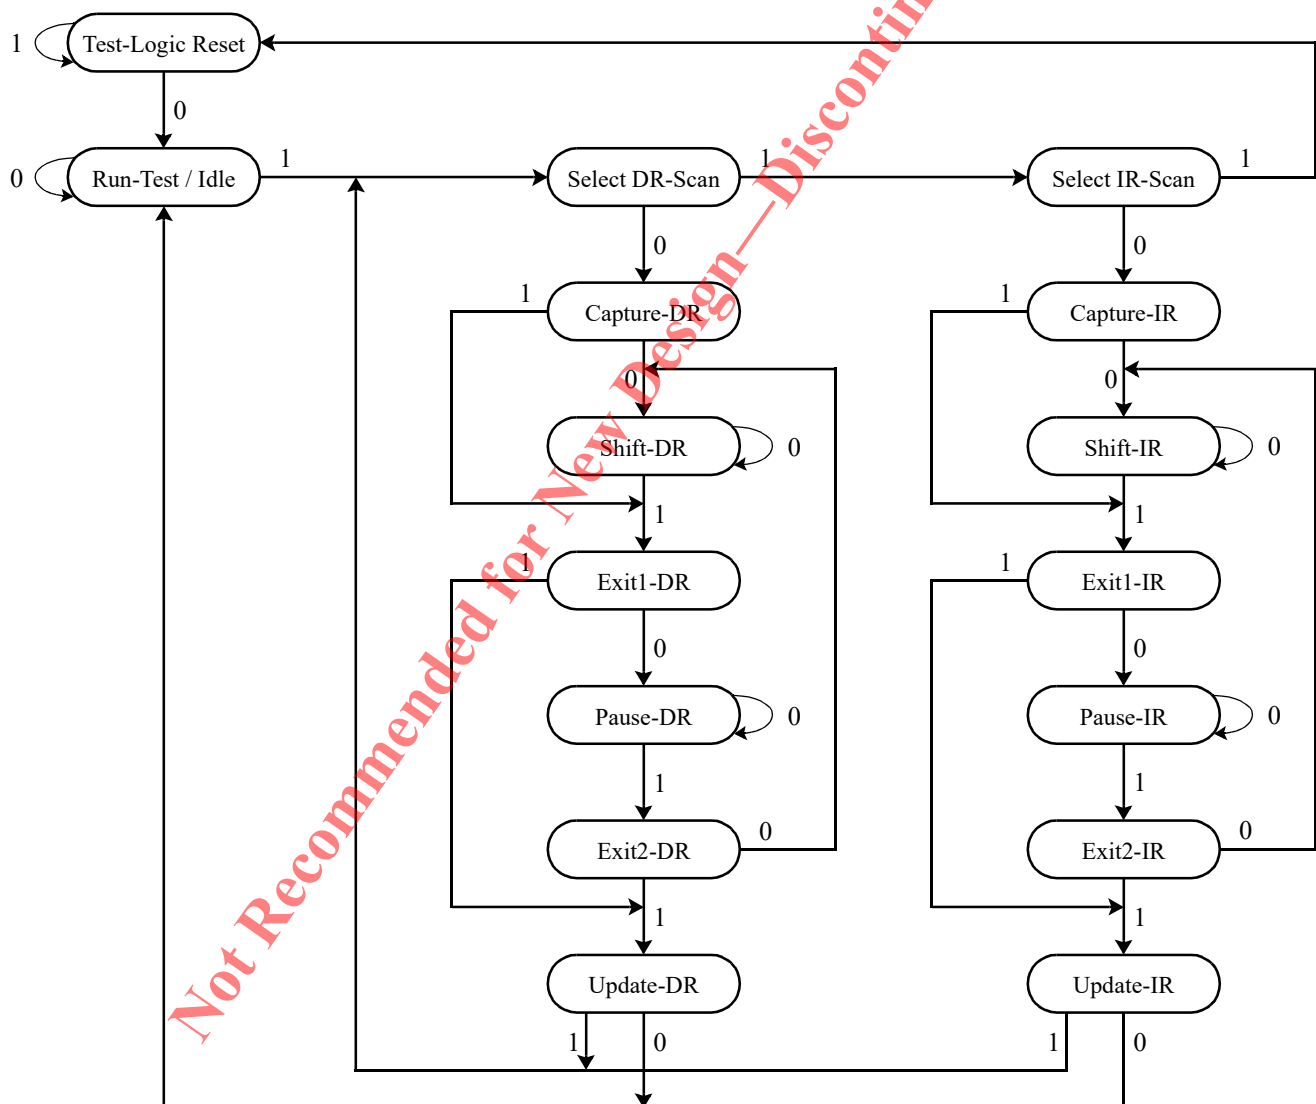 1
Test-Logic Reset
0
0
Run-Test / Idle
1
Select DR-Scan
1
Select IR-Scan
1
0
0
1
Capture-DR
1
Capture-IR
0
0
Shift-DR
0
Shift-IR
0
1
1
1
Exit1-DR
1
Exit1-IR
0
0
Pause-DR
0
Pause-IR
0
1
1
Exit2-DR
0
Exit2-IR
0
1
1
Update-DR
Update-IR
1
0
1
0
Not Recommended for New Design—Discontin